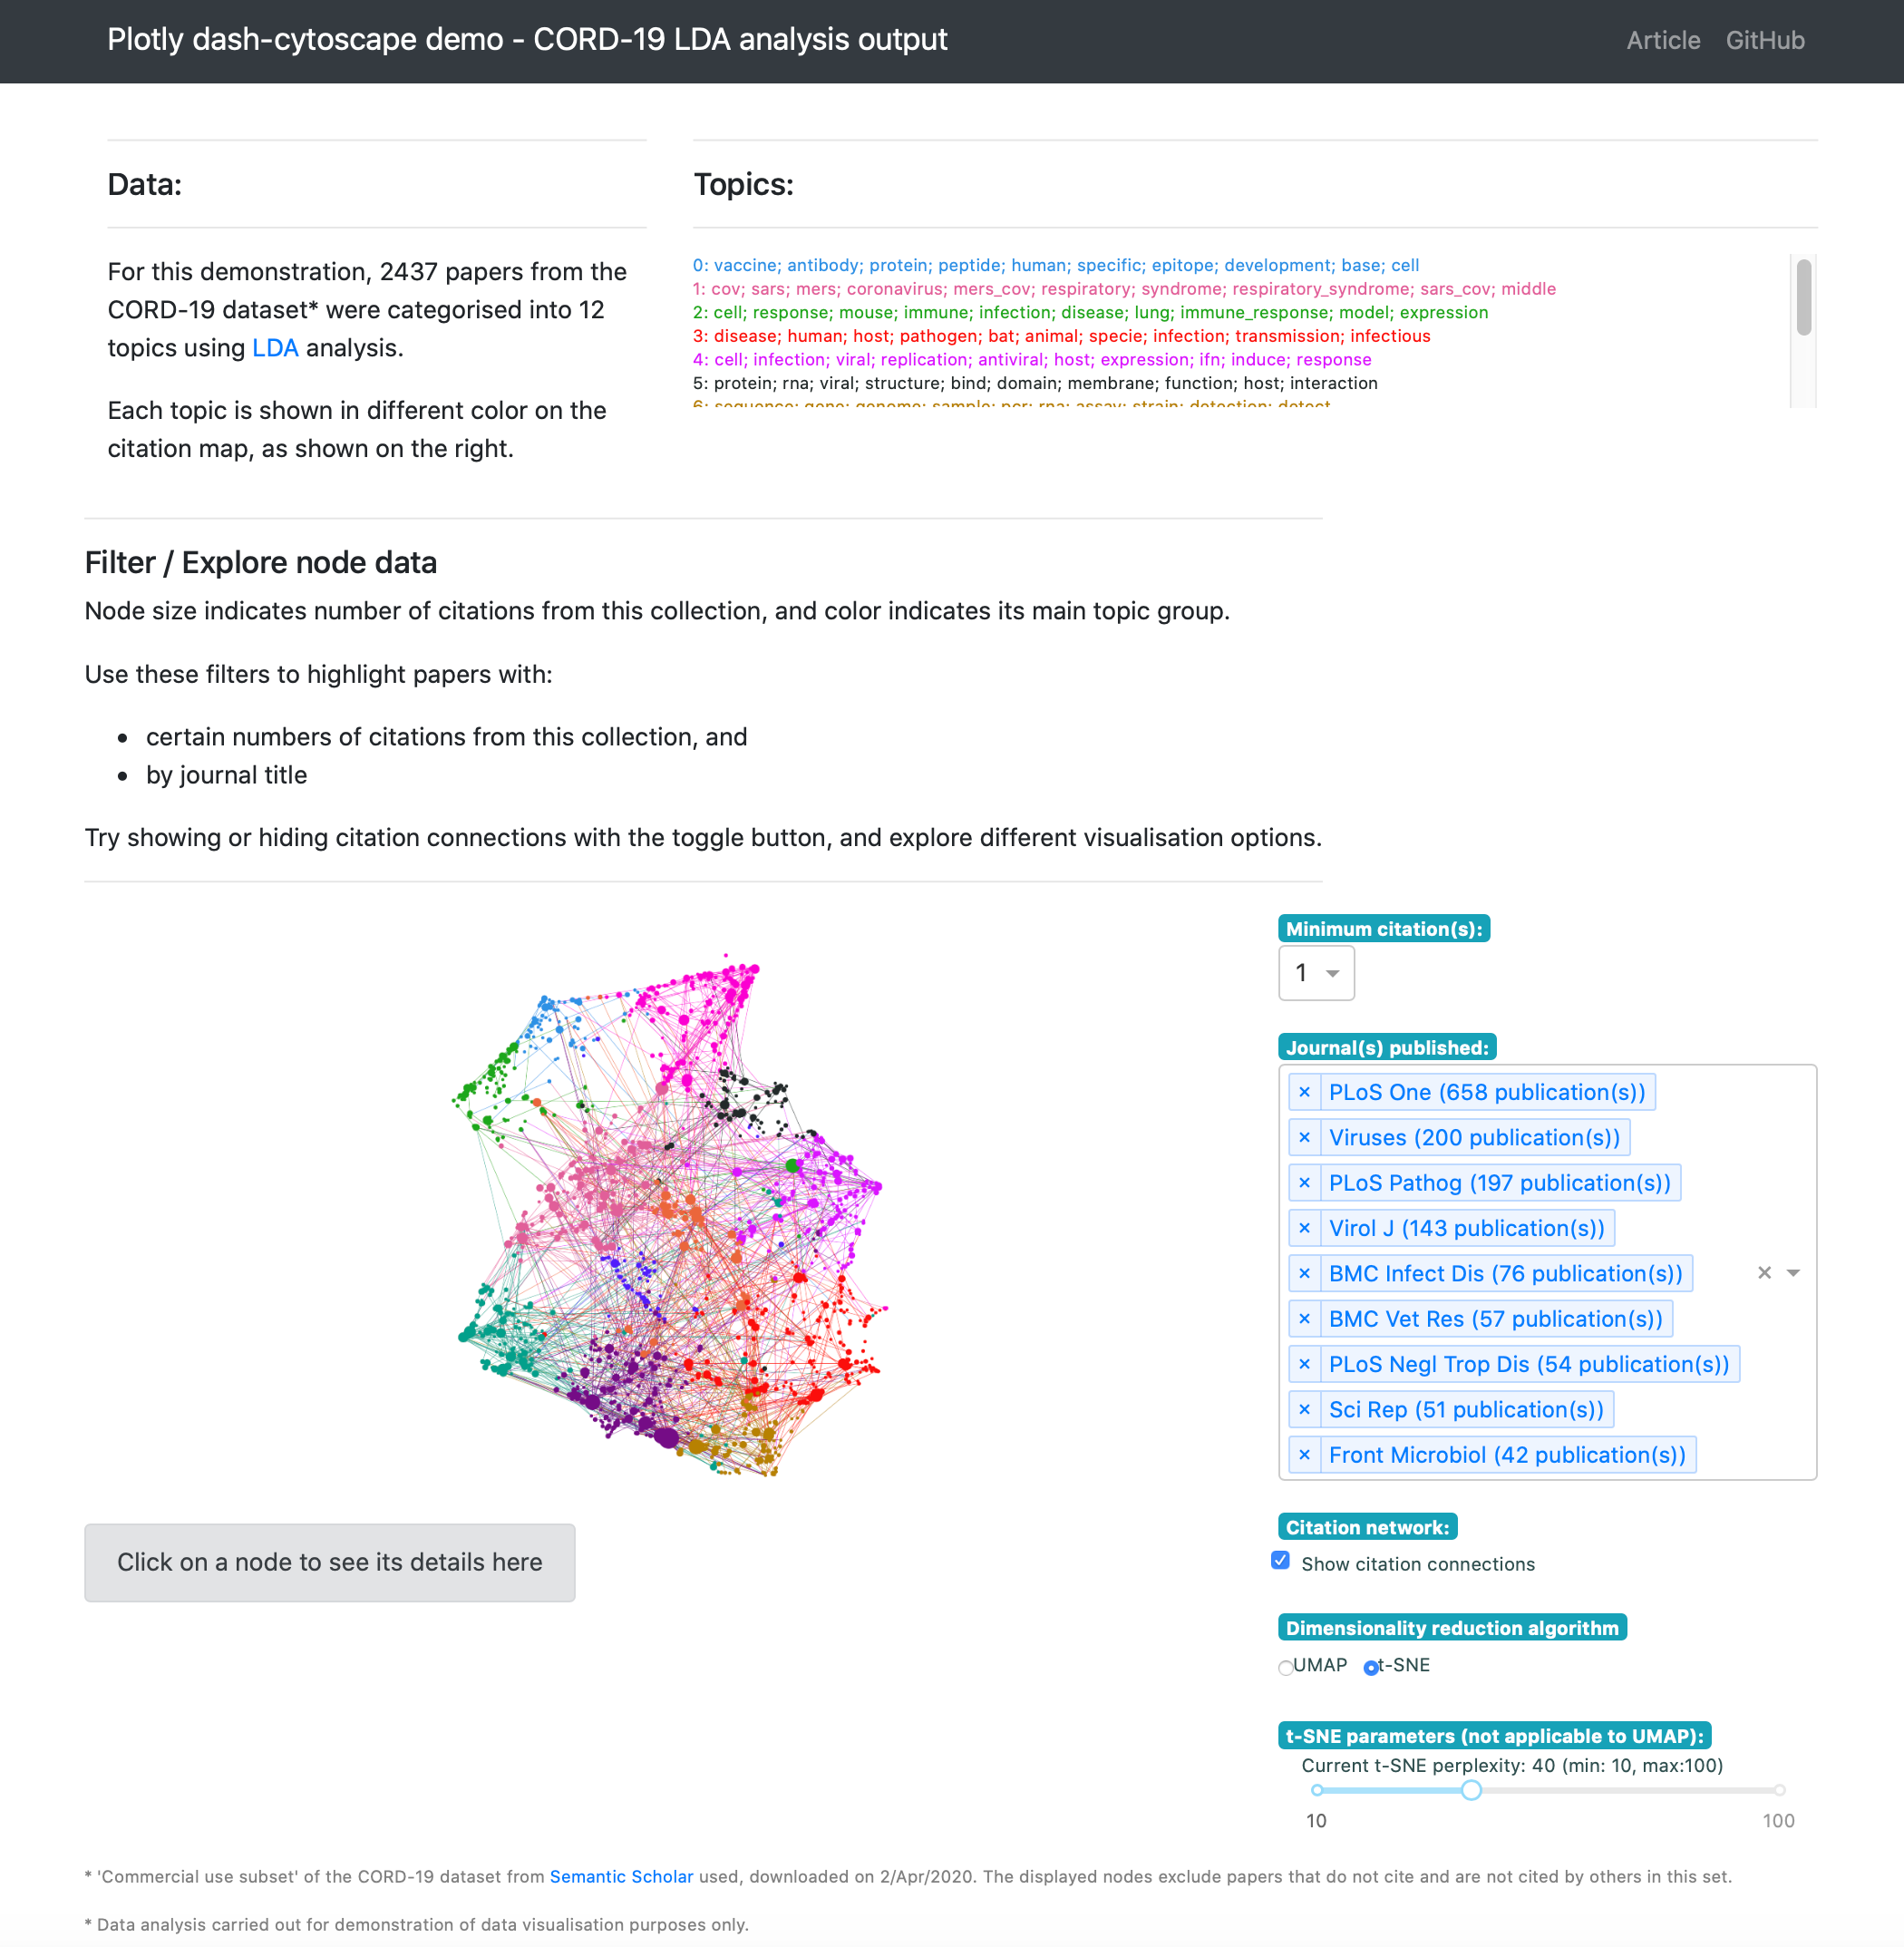 Plotly dash-cytoscape demo - CORD-19 LDA analysis output
Article GitHub
Data:
For this demonstration, 2437 papers from the
CORD-19 dataset* were categorised into 12
topics using LDA analysis.
Each topic is shown in different color on the
citation map, as shown on the right.
Topics:
0: vaccine; antibody; protein; peptide; human; specific; epitope; development; base; cell
1: cov; sars; mers; coronavirus; mers_cov; respiratory; syndrome; respiratory_syndrome; sars_cov; middle
2: cell; response; mouse; immune; infection; disease; lung; immune_response; model; expression
3: disease; human; host; pathogen; bat; animal; specie; infection; transmission; infectious
4: cell; infection; viral; replication; antiviral; host; expression; ifn; induce; response
5: protein; rna; viral; structure; bind; domain; membrane; function; host; interaction
6: sequence; gene; genome; sample; pcr; rna; assay; strain; detection; detect
Filter / Explore node data
Node size indicates number of citations from this collection, and color indicates its main topic group.
Use these filters to highlight papers with:
• certain numbers of citations from this collection, and
• by journal title
Try showing or hiding citation connections with the toggle button, and explore different visualisation options.
Minimum citation(s):
1
Journal(s) published:
× PLoS One (658 publication(s))
× Viruses (200 publication(s))
× PLoS Pathog (197 publication(s))
× Virol J (143 publication(s))
× BMC Infect Dis (76 publication(s)) ×
× BMC Vet Res (57 publication(s))
× PLoS Negl Trop Dis (54 publication(s))
× Sci Rep (51 publication(s))
× Front Microbiol (42 publication(s))
Click on a node to see its details here
Citation network:
Show citation connections
Dimensionality reduction algorithm
UMAP t-SNE
t-SNE parameters (not applicable to UMAP):
Current t-SNE perplexity: 40 (min: 10, max:100)
10 100
* 'Commercial use subset' of the CORD-19 dataset from Semantic Scholar used, downloaded on 2/Apr/2020. The displayed nodes exclude papers that do not cite and are not cited by others in this set.
* Data analysis carried out for demonstration of data visualisation purposes only.